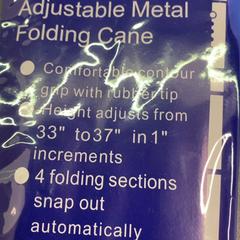 Adjustable Metal
Folding Cane
Comfortable contour
grip with rubber tip
Height adjusts from
33" to 37" in 1"
increments
4 folding sections
snap out
automatically